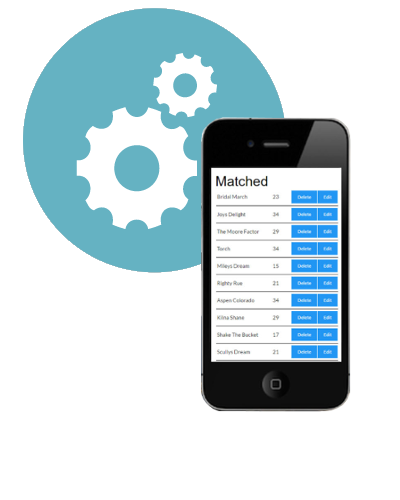 Matched
Bridal March 23 Delete Edit
Joys Delight 34 Delete Edit
The Moore Factor 29 Delete Edit
Torch 34 Delete Edit
Mileys Dream 15 Delete Edit
Righty Rue 21 Delete Edit
Aspen Colorado 34 Delete Edit
Kiina Shane 29 Delete Edit
Shake The Bucket 17 Delete Edit
Scallys Dream 21 Delete Edit